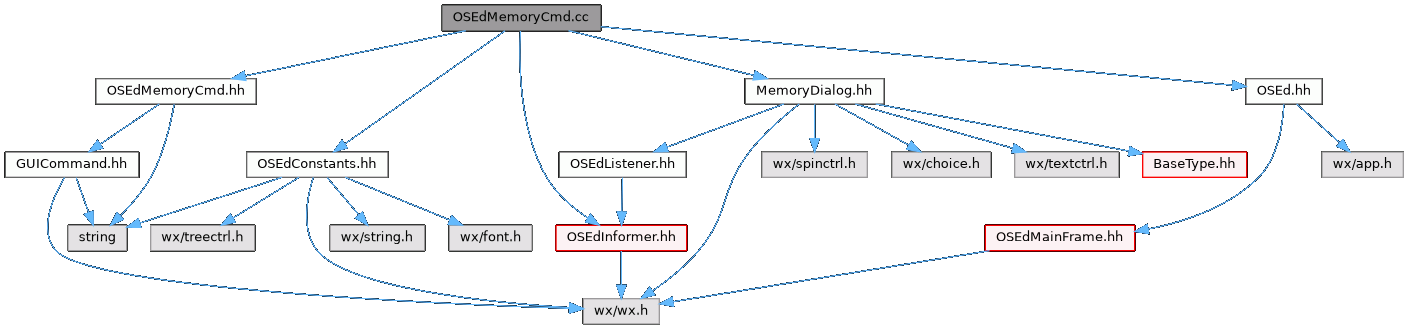 OSEdMemoryCmd.cc
OSEdMemoryCmd.hh
MemoryDialog.hh
OSEd.hh
GUICommand.hh
OSEdConstants.hh
OSEdListener.hh
wx/spinctrl.h
wx/choice.h
wx/textctrl.h
BaseType.hh
wx/app.h
string
wx/treectrl.h
wx/string.h
wx/font.h
OSEdInformer.hh
OSEdMainFrame.hh
wx/wx.h